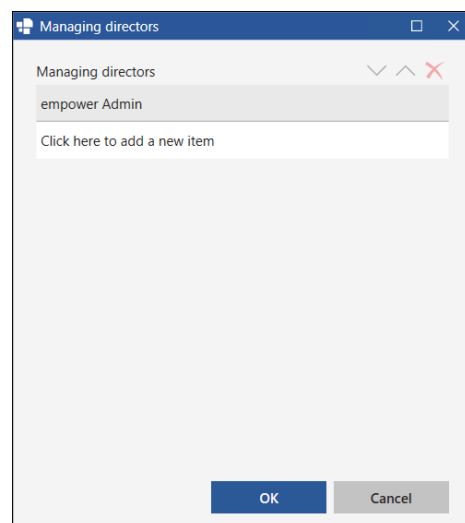 Managing directors
Managing directors
empower Admin
Click here to add a new item
OK Cancel